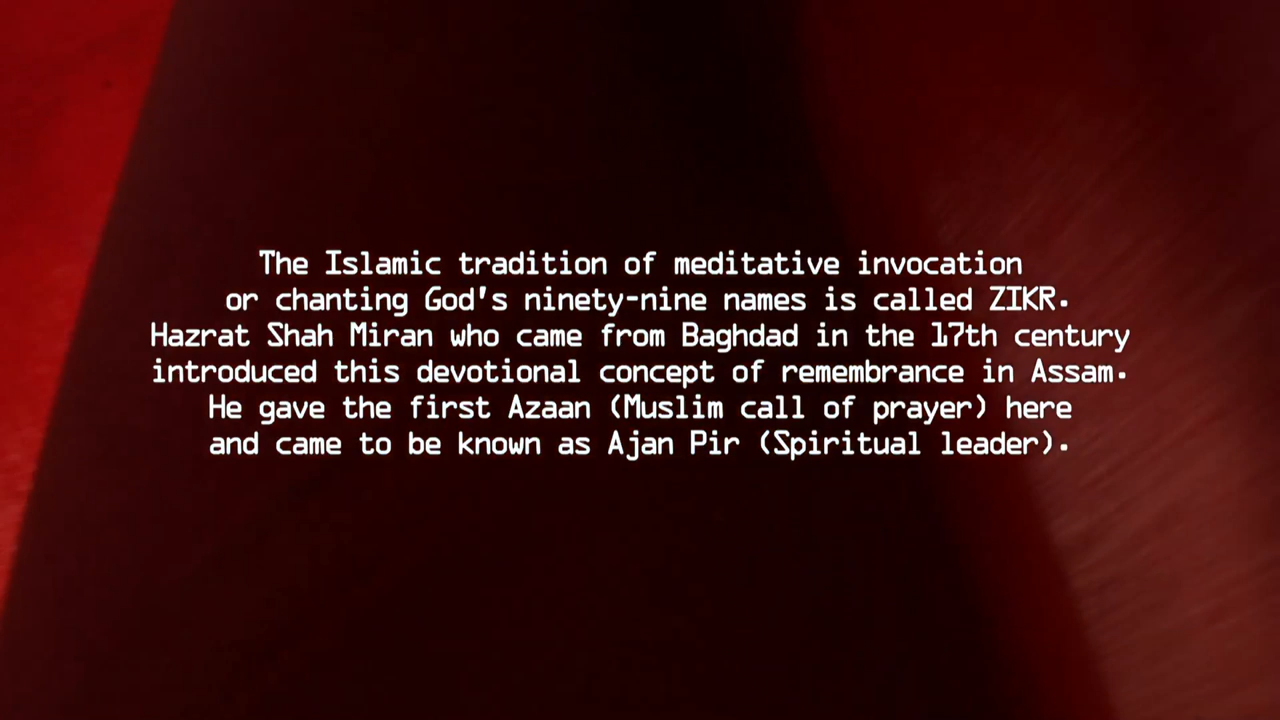 The Islamic tradition of meditative invocation
or chanting God's ninety-nine names is called ZIKR.
Hazrat Shah Miran who came from Baghdad in the 17th century
introduced this devotional concept of remembrance in Assam.
He gave the first Azaan (Muslim call of prayer) here
and came to be known as Ajan Pir (Spiritual leader).